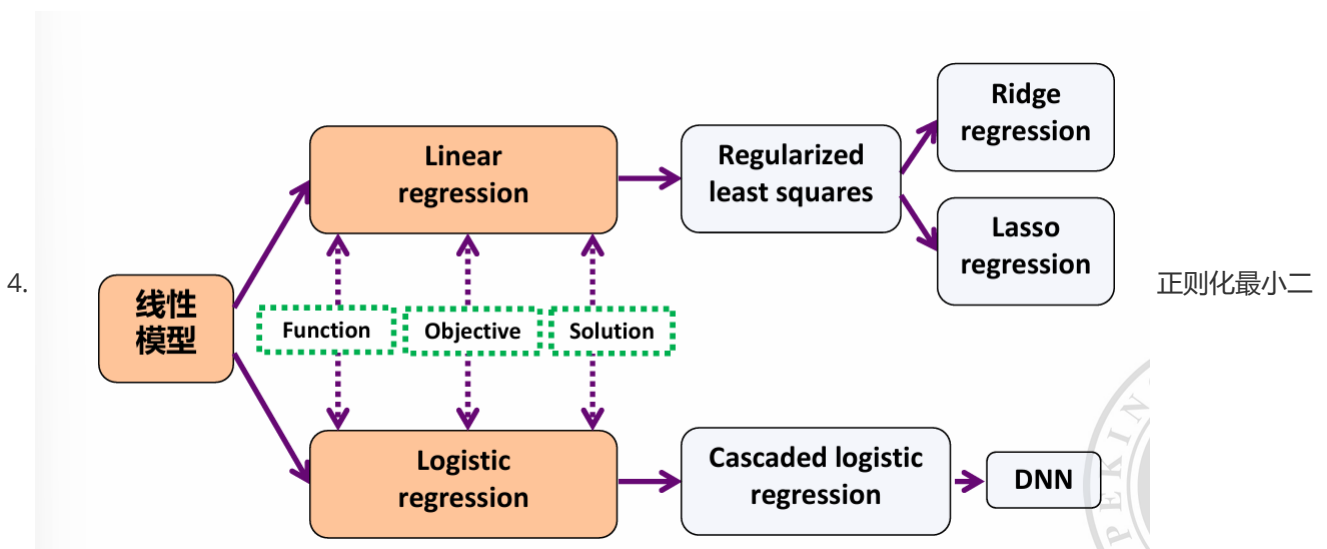 4.
线性
模型
Linear
regression
Regularized
least squares
Ridge
regression
Lasso
regression
Function
Objective
Solution
Logistic
regression
Cascaded logistic
regression
DNN
正则化最小二
PEKIN